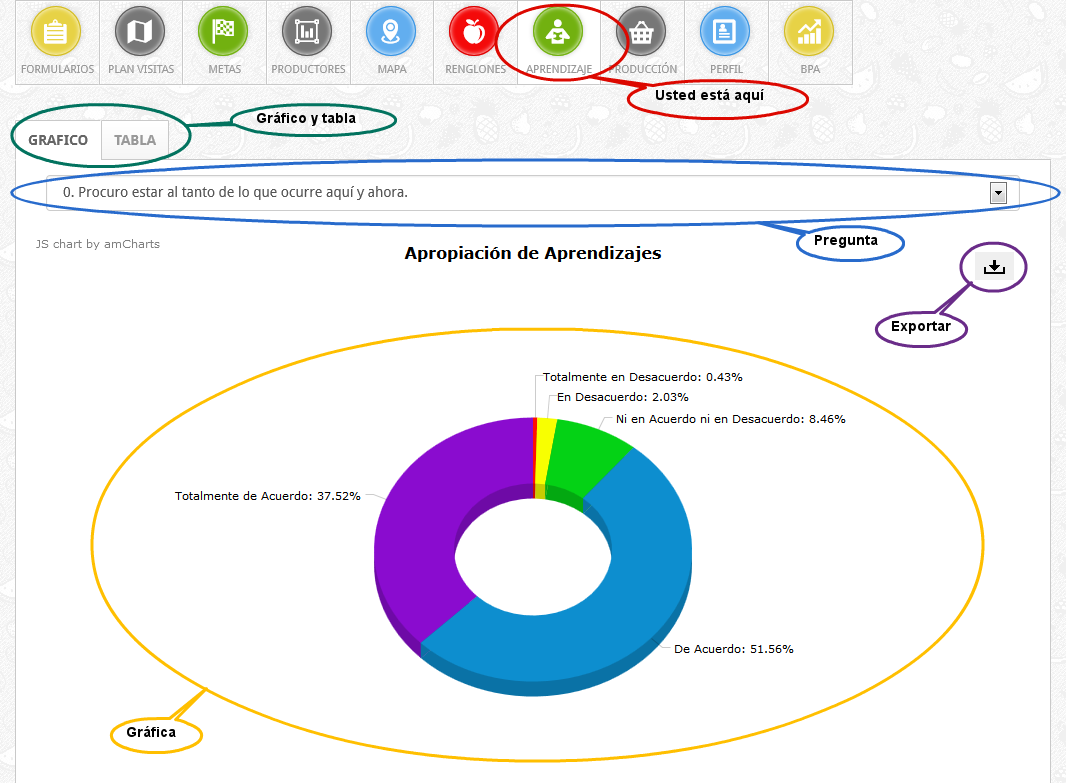 FORMULARIOS PLAN VISITAS METAS PRODUCTORES MAPA RENGLONES APRENDIZAJE PRODUCCIÓN PERFIL BPA
Usted está aquí
Gráfico y tabla
GRAFICO TABLA
0. Procuro estar al tanto de lo que ocurre aquí y ahora.
Pregunta
JS chart by amCharts
Apropiación de Aprendizajes
Exportar
Totalmente en Desacuerdo: 0.43%
En Desacuerdo: 2.03%
Ni en Acuerdo ni en Desacuerdo: 8.46%
Totalmente de Acuerdo: 37.52%
De Acuerdo: 51.56%
Gráfica